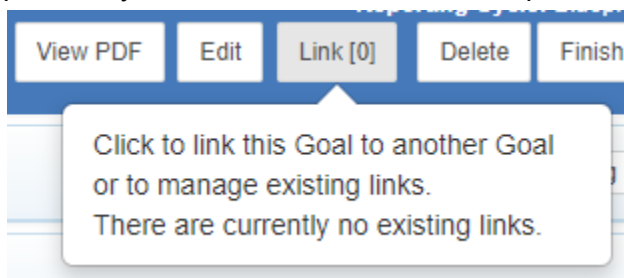 View PDF Edit Link [0] Delete Finish
Click to link this Goal to another Goal
or to manage existing links.
There are currently no existing links.